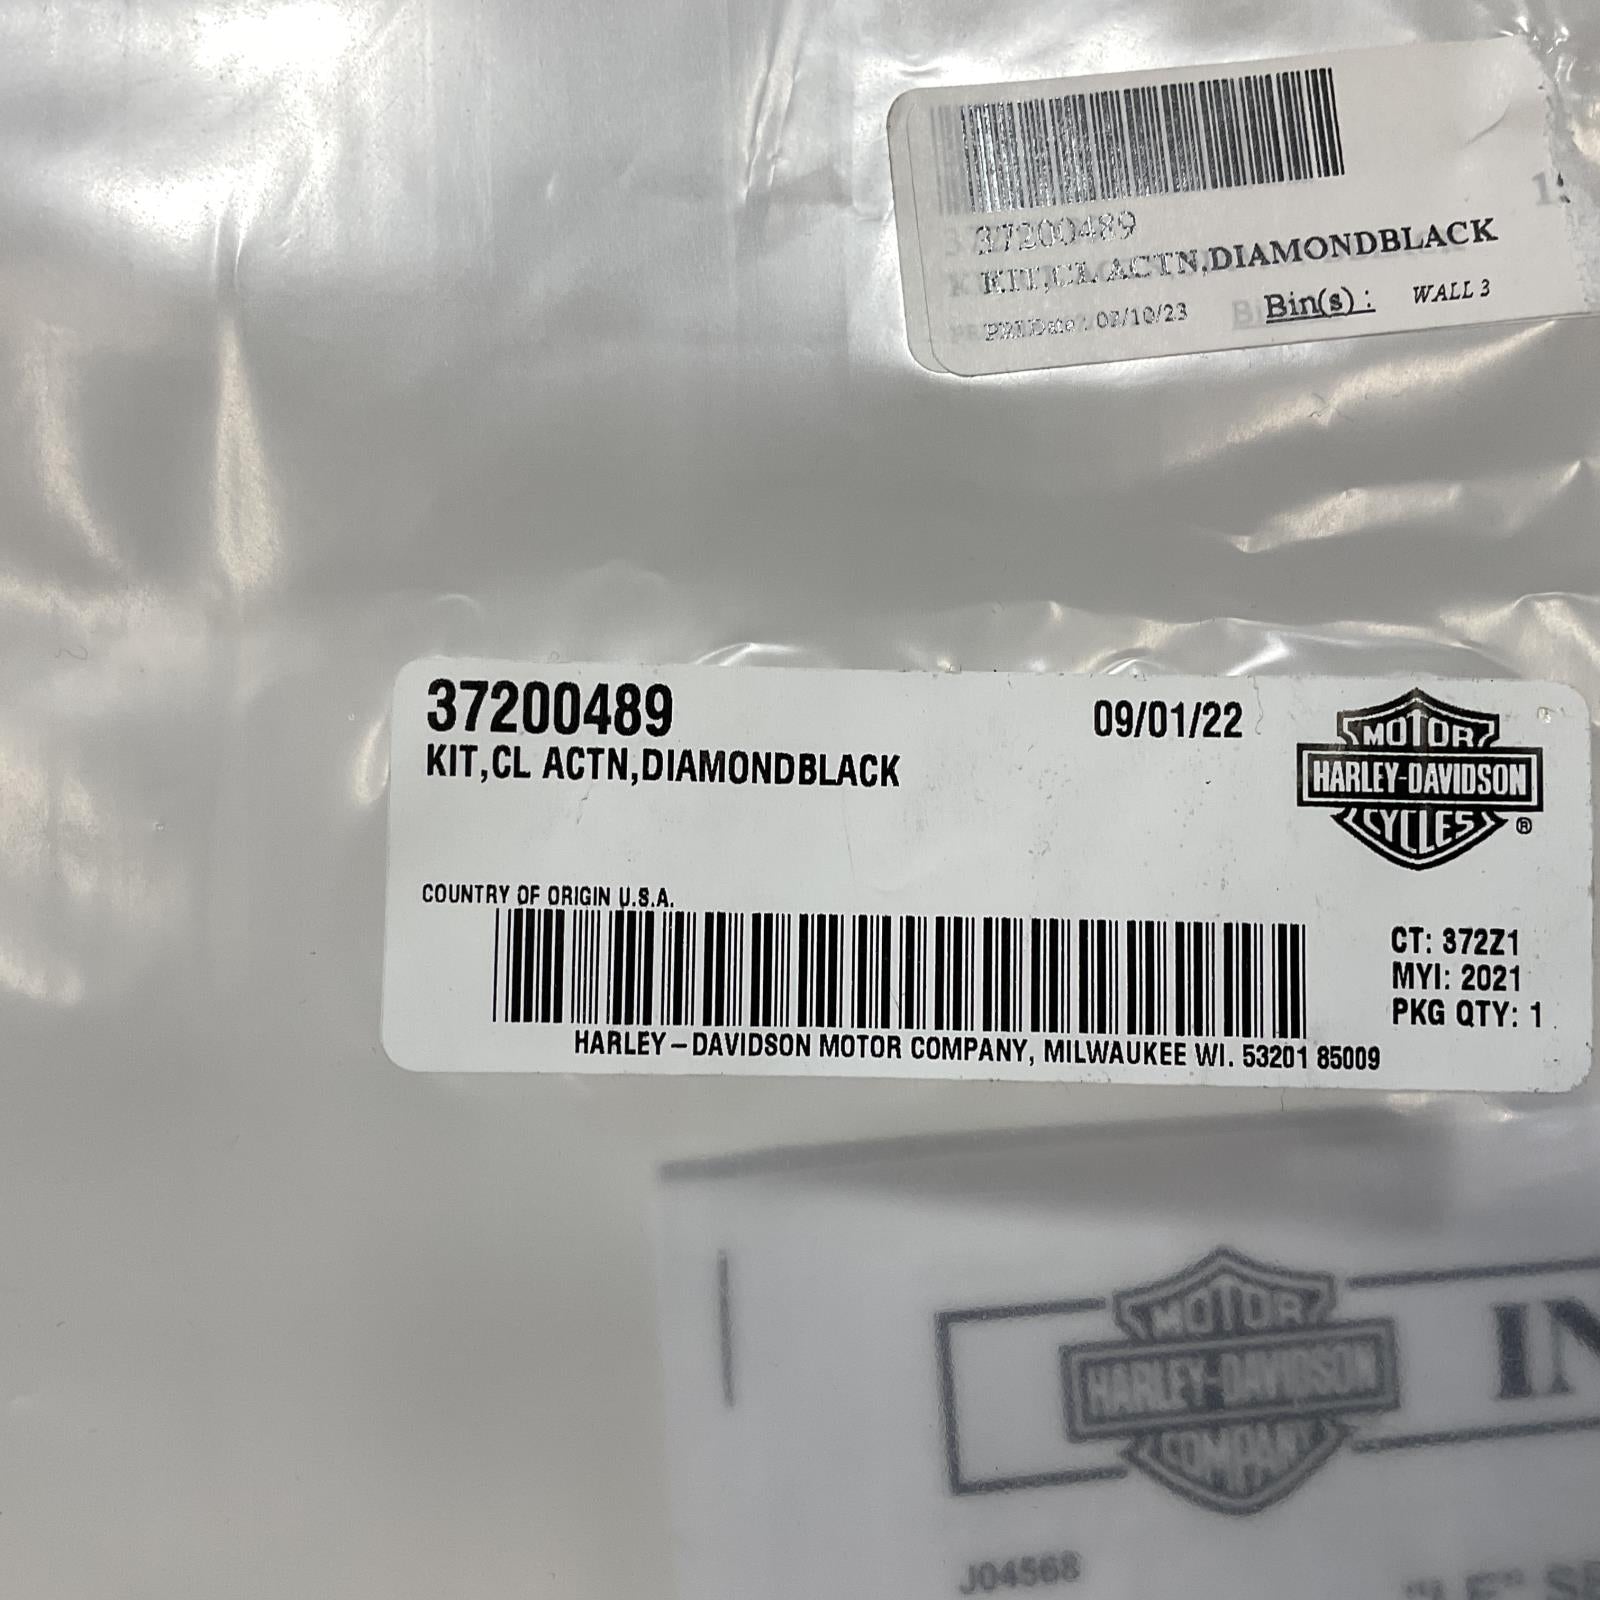 37200489
KIT,CL ACTN,DIAMONDBLACK
Bin(s) : WALL 3
37200489
09/01/22
KIT,CL ACTN,DIAMONDBLACK
MOTOR
HARLEY-DAVIDSON
CYCLES ®
COUNTRY OF ORIGIN U.S.A.
CT: 372Z1
MYI: 2021
PKG QTY: 1
HARLEY-DAVIDSON MOTOR COMPANY, MILWAUKEE WI. 53201 85009
MOTOR
HARLEY-DAVIDSON
COMPANY
IN
J04568